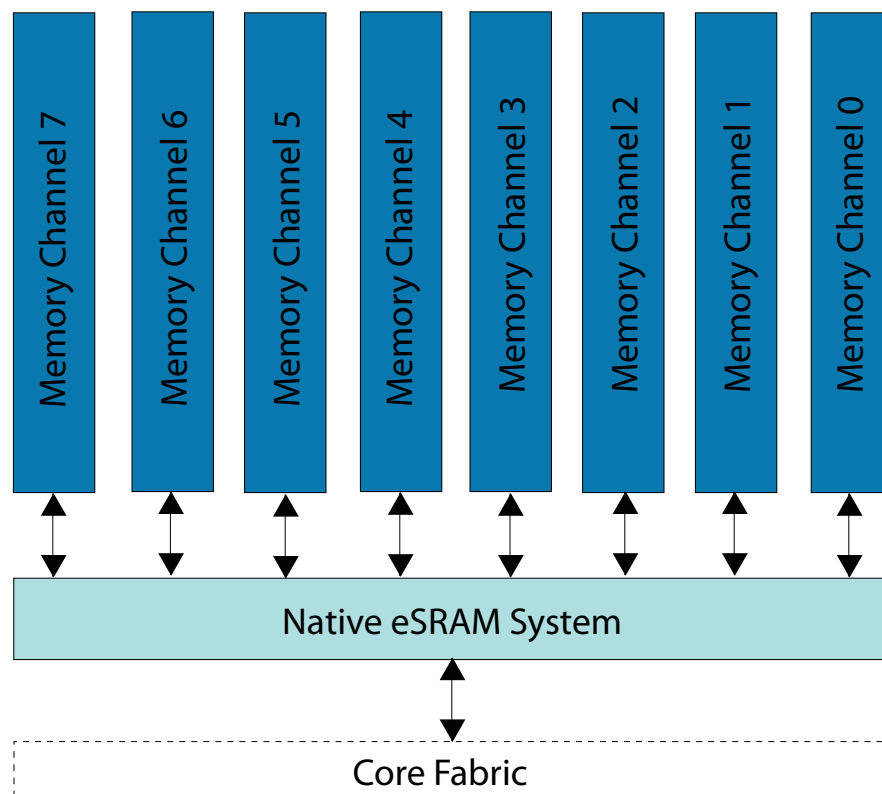 Memory Channel 7
Memory Channel 6
Memory Channel 5
Memory Channel 4
Memory Channel 3
Memory Channel 2
Memory Channel 1
Memory Channel 0
Native eSRAM System
Core Fabric